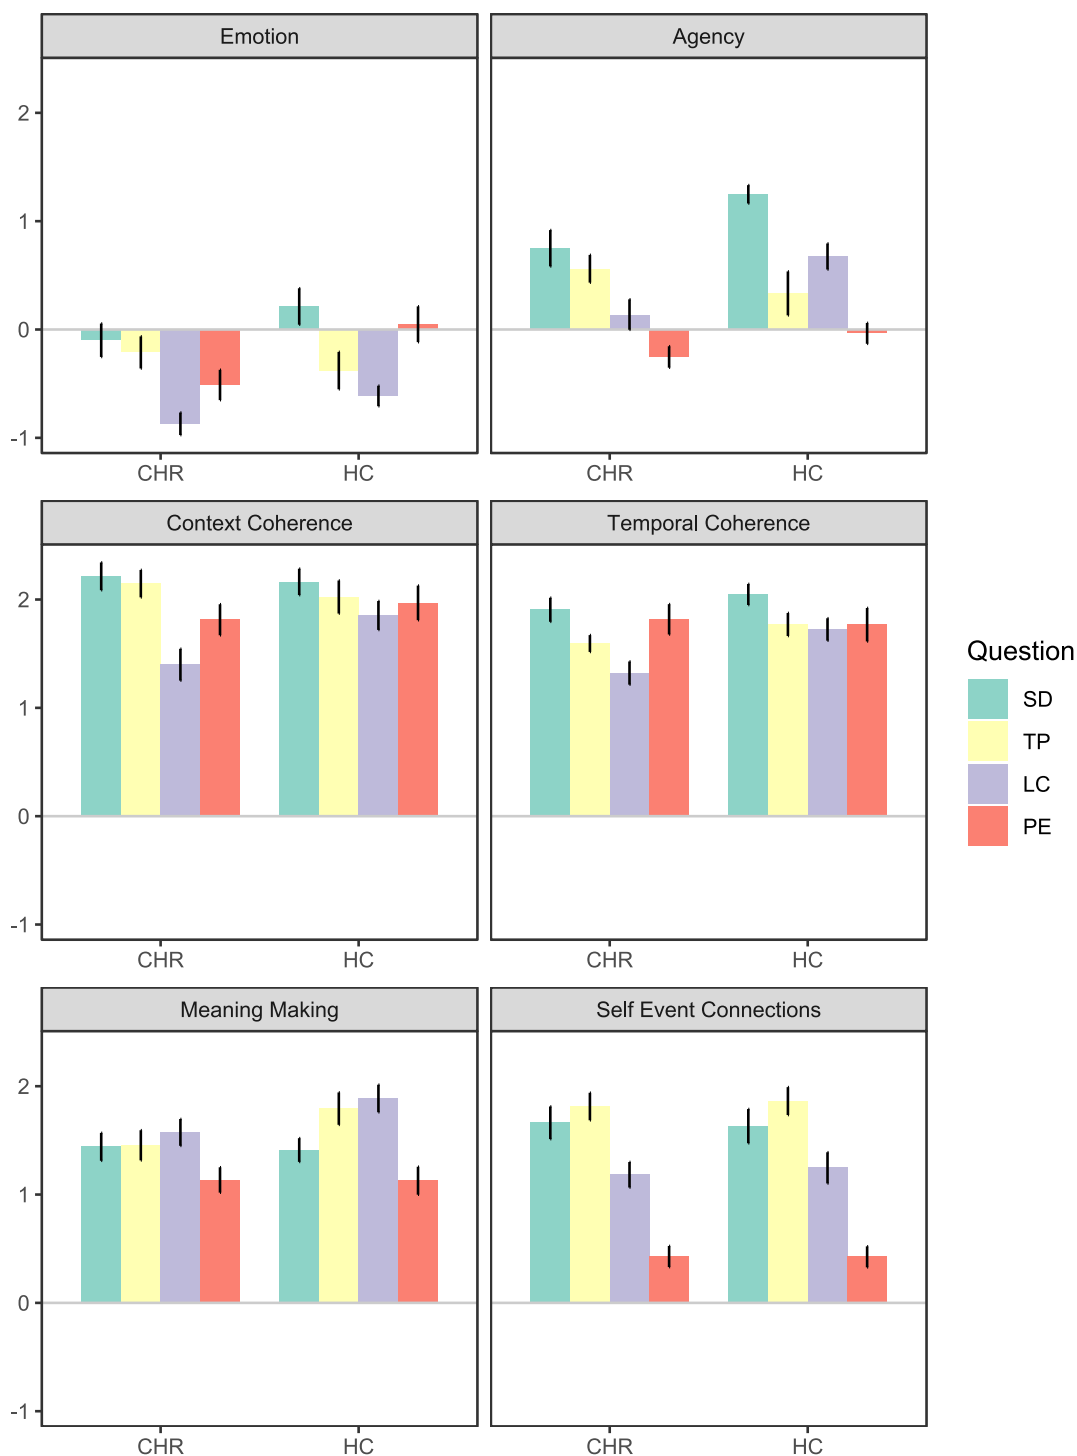 Emotion
Agency
2
1
0
-1
CHR
HC
CHR
HC
Context Coherence
Temporal Coherence
2
1
0
-1
CHR
HC
CHR
HC
Question
SD
TP
LC
PE
Meaning Making
Self Event Connections
2
1
0
-1
CHR
HC
CHR
HC